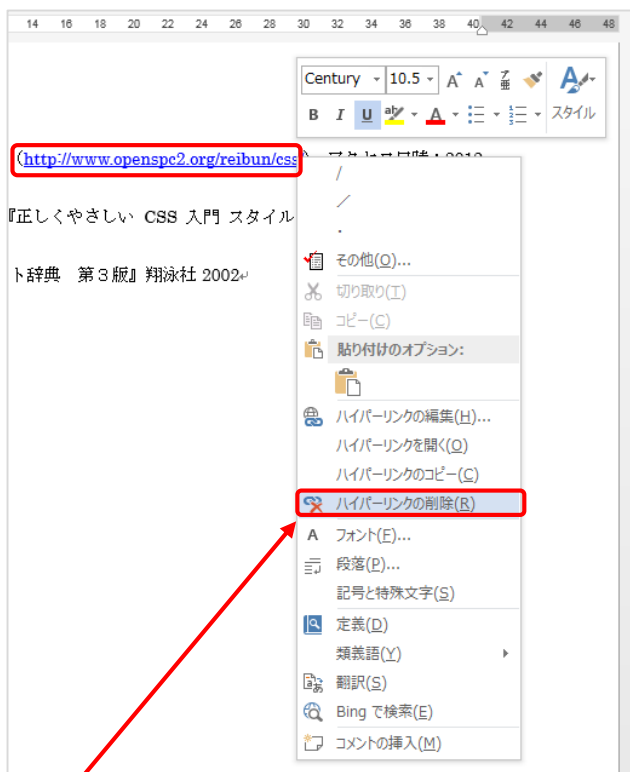 14 16 18 20 22 24 26 28 30 32 34 36 38 40 42 44 46 48
Century 10.5 A A ア亜
B I U aby A スタイル
(http://www.openspc2.org/reibun/css
2012
『正しくやさしい CSS 入門 スタイル
ト辞典 第３版』翔泳社 2002↵
/
／
.
その他(O)...
切り取り(T)
コピー(C)
貼り付けのオプション:
ハイパーリンクの編集(H)...
ハイパーリンクを開く(O)
ハイパーリンクのコピー(C)
ハイパーリンクの削除(R)
A フォント(F)...
段落(P)...
記号と特殊文字(S)
定義(D)
類義語(Y)
翻訳(S)
Bing で検索(E)
コメントの挿入(M)